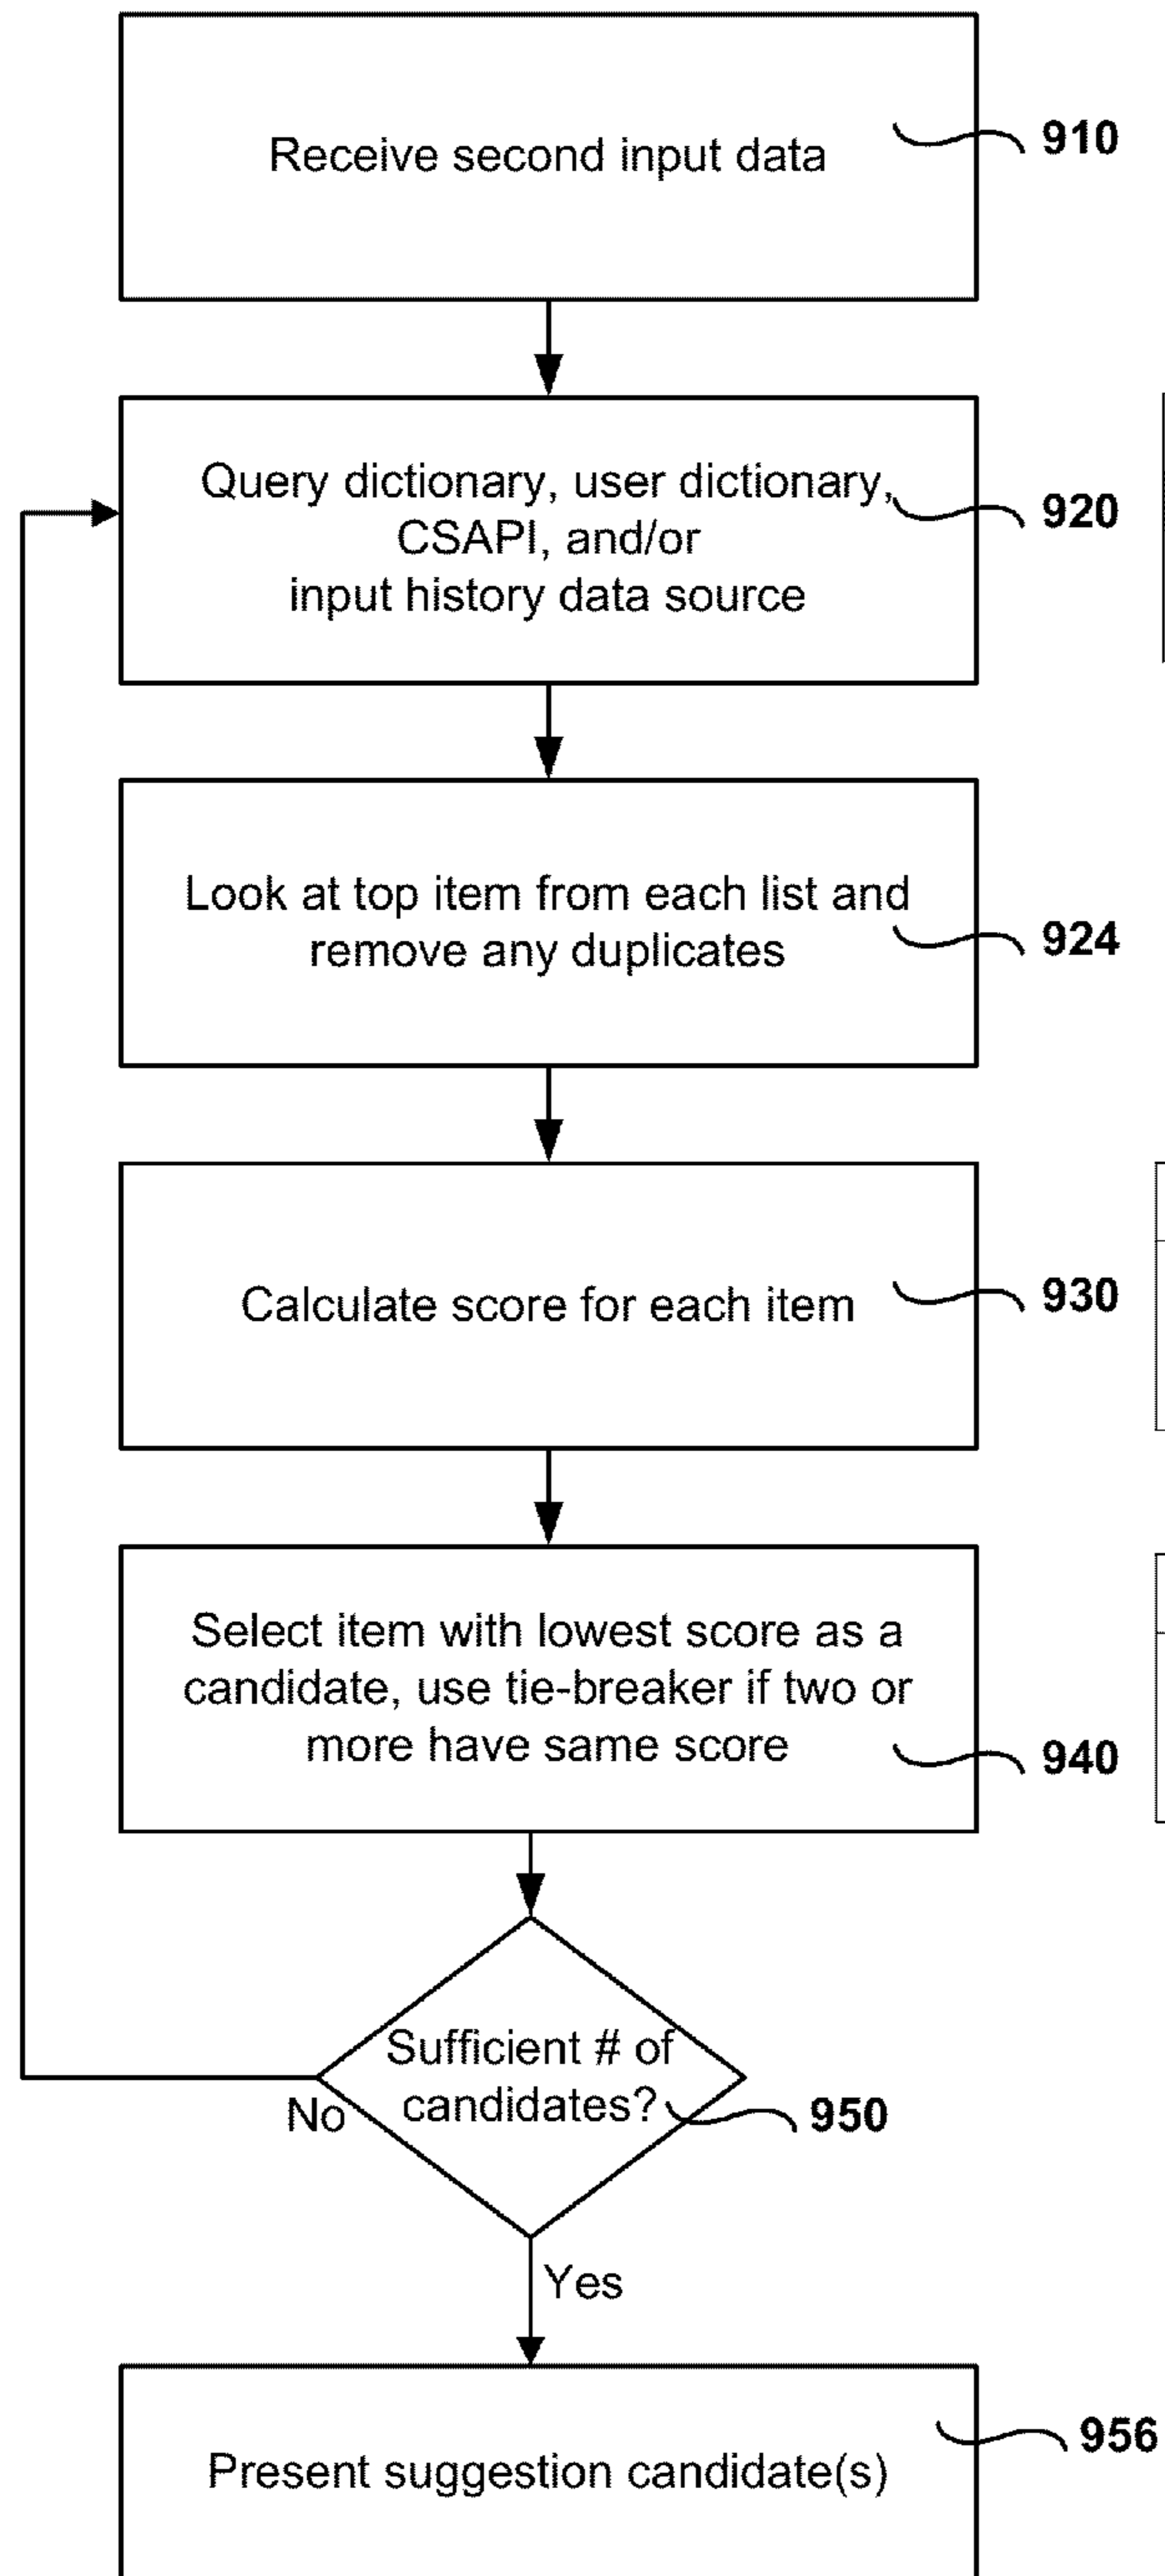 Receive second input data
910
Query dictionary, user dictionary,
CSAPI, and/or
input history data source
920
Look at top item from each list and
remove any duplicates
924
Calculate score for each item
930
Select item with lowest score as a
candidate, use tie-breaker if two or
more have same score
940
Sufficient # of
candidates?
950
No
Yes
Present suggestion candidate(s)
956